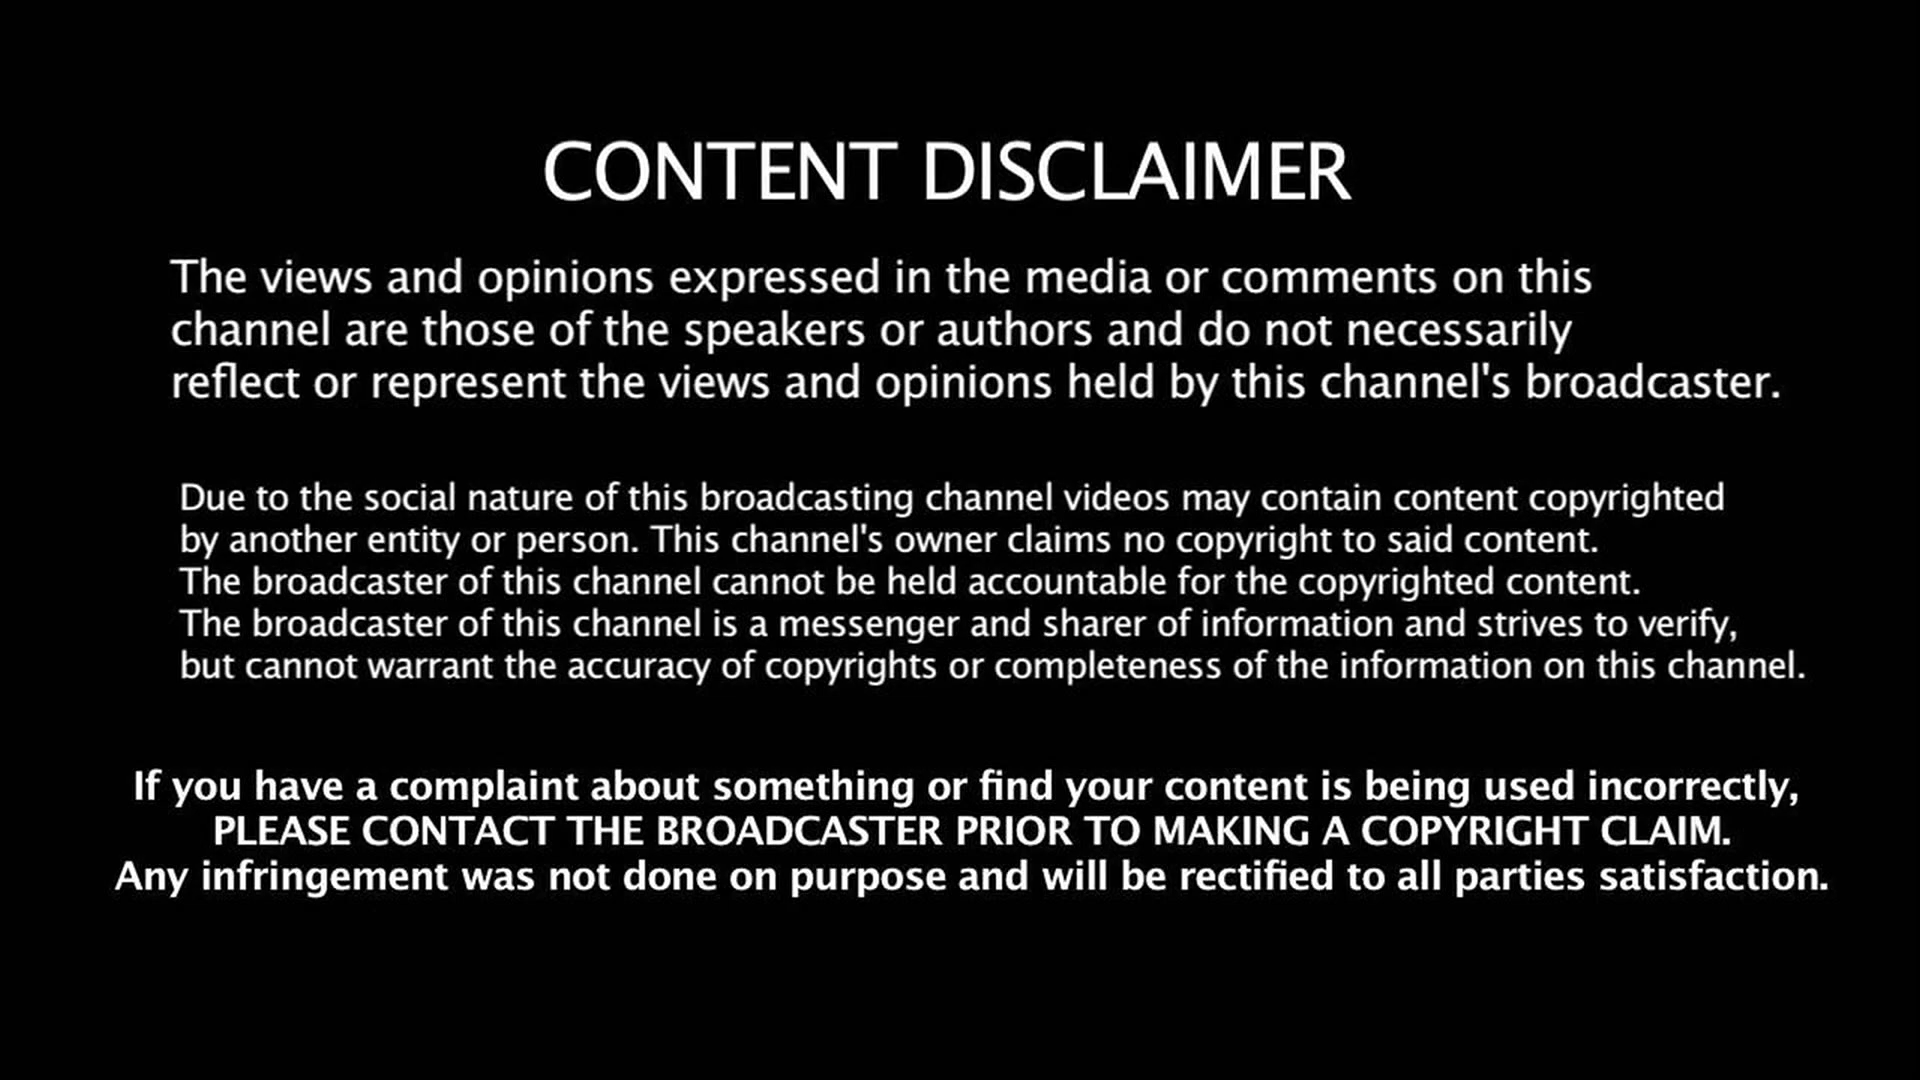 CONTENT DISCLAIMER
The views and opinions expressed in the media or comments on this
channel are those of the speakers or authors and do not necessarily
reflect or represent the views and opinions held by this channel's broadcaster.
Due to the social nature of this broadcasting channel videos may contain content copyrighted
by another entity or person. This channel's owner claims no copyright to said content.
The broadcaster of this channel cannot be held accountable for the copyrighted content.
The broadcaster of this channel is a messenger and sharer of information and strives to verify,
but cannot warrant the accuracy of copyrights or completeness of the information on this channel.
If you have a complaint about something or find your content is being used incorrectly,
PLEASE CONTACT THE BROADCASTER PRIOR TO MAKING A COPYRIGHT CLAIM.
Any infringement was not done on purpose and will be rectified to all parties satisfaction.